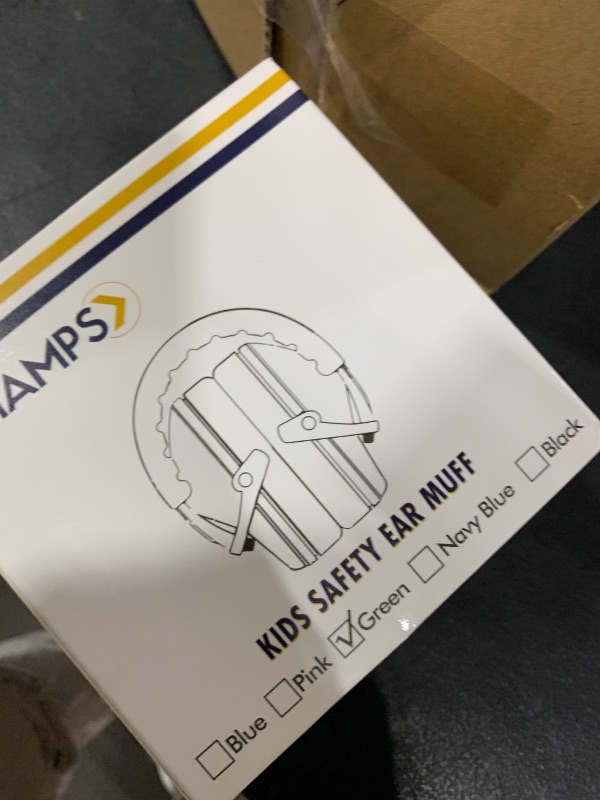 AMPS
KIDS SAFETY EAR MUFF
Blue Pink Green Navy Blue Black